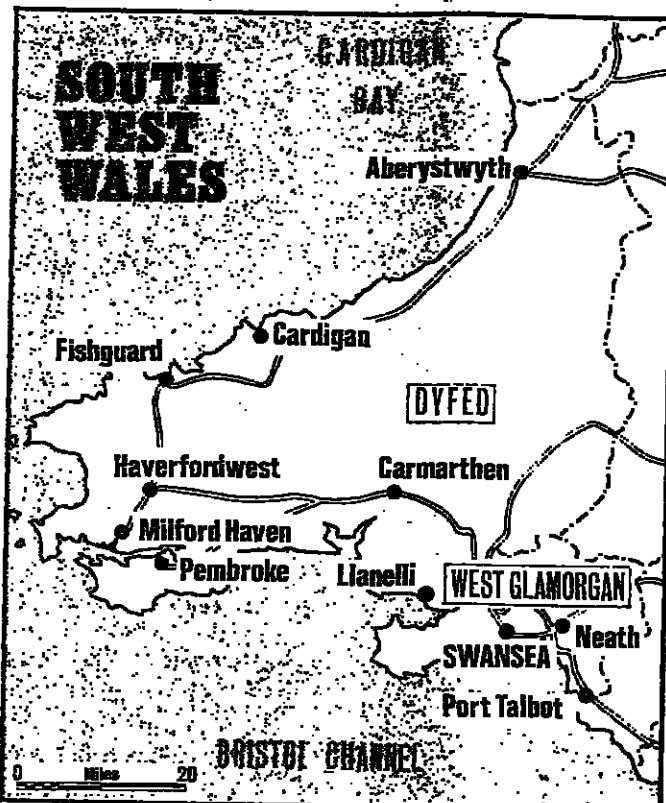 SOUTH
WEST
WALES
CARDIGAN
BAY
Aberystwyth
Cardigan
Fishguard
DYFED
Haverfordwest
Carmarthen
Milford Haven
Pembroke
Llanelli
WEST GLAMORGAN
SWANSEA
Neath
Port Talbot
BRISTOL CHANNEL
0 Miles 20